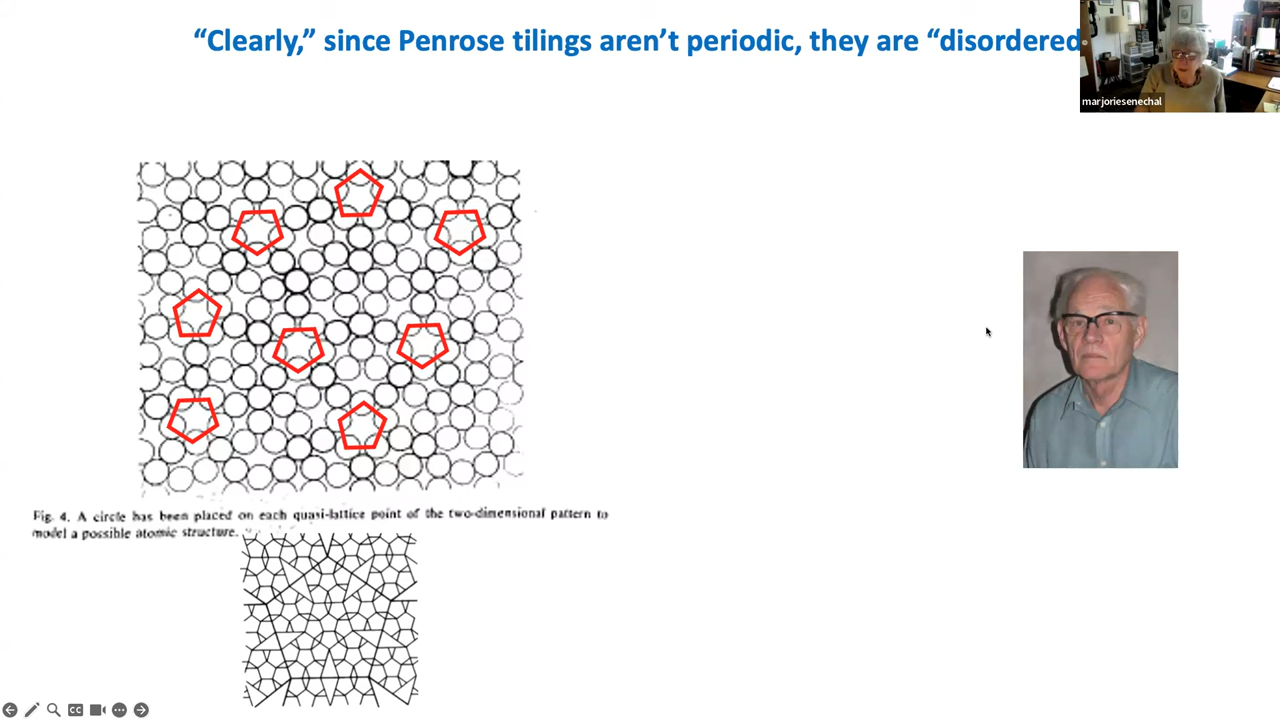 “Clearly,” since Penrose tilings aren’t periodic, they are “disordered
marjoriesenechal
Fig. 4. A circle has been placed on each quasi-lattice point of the two-dimensional pattern to
model a possible atomic structure.
CC